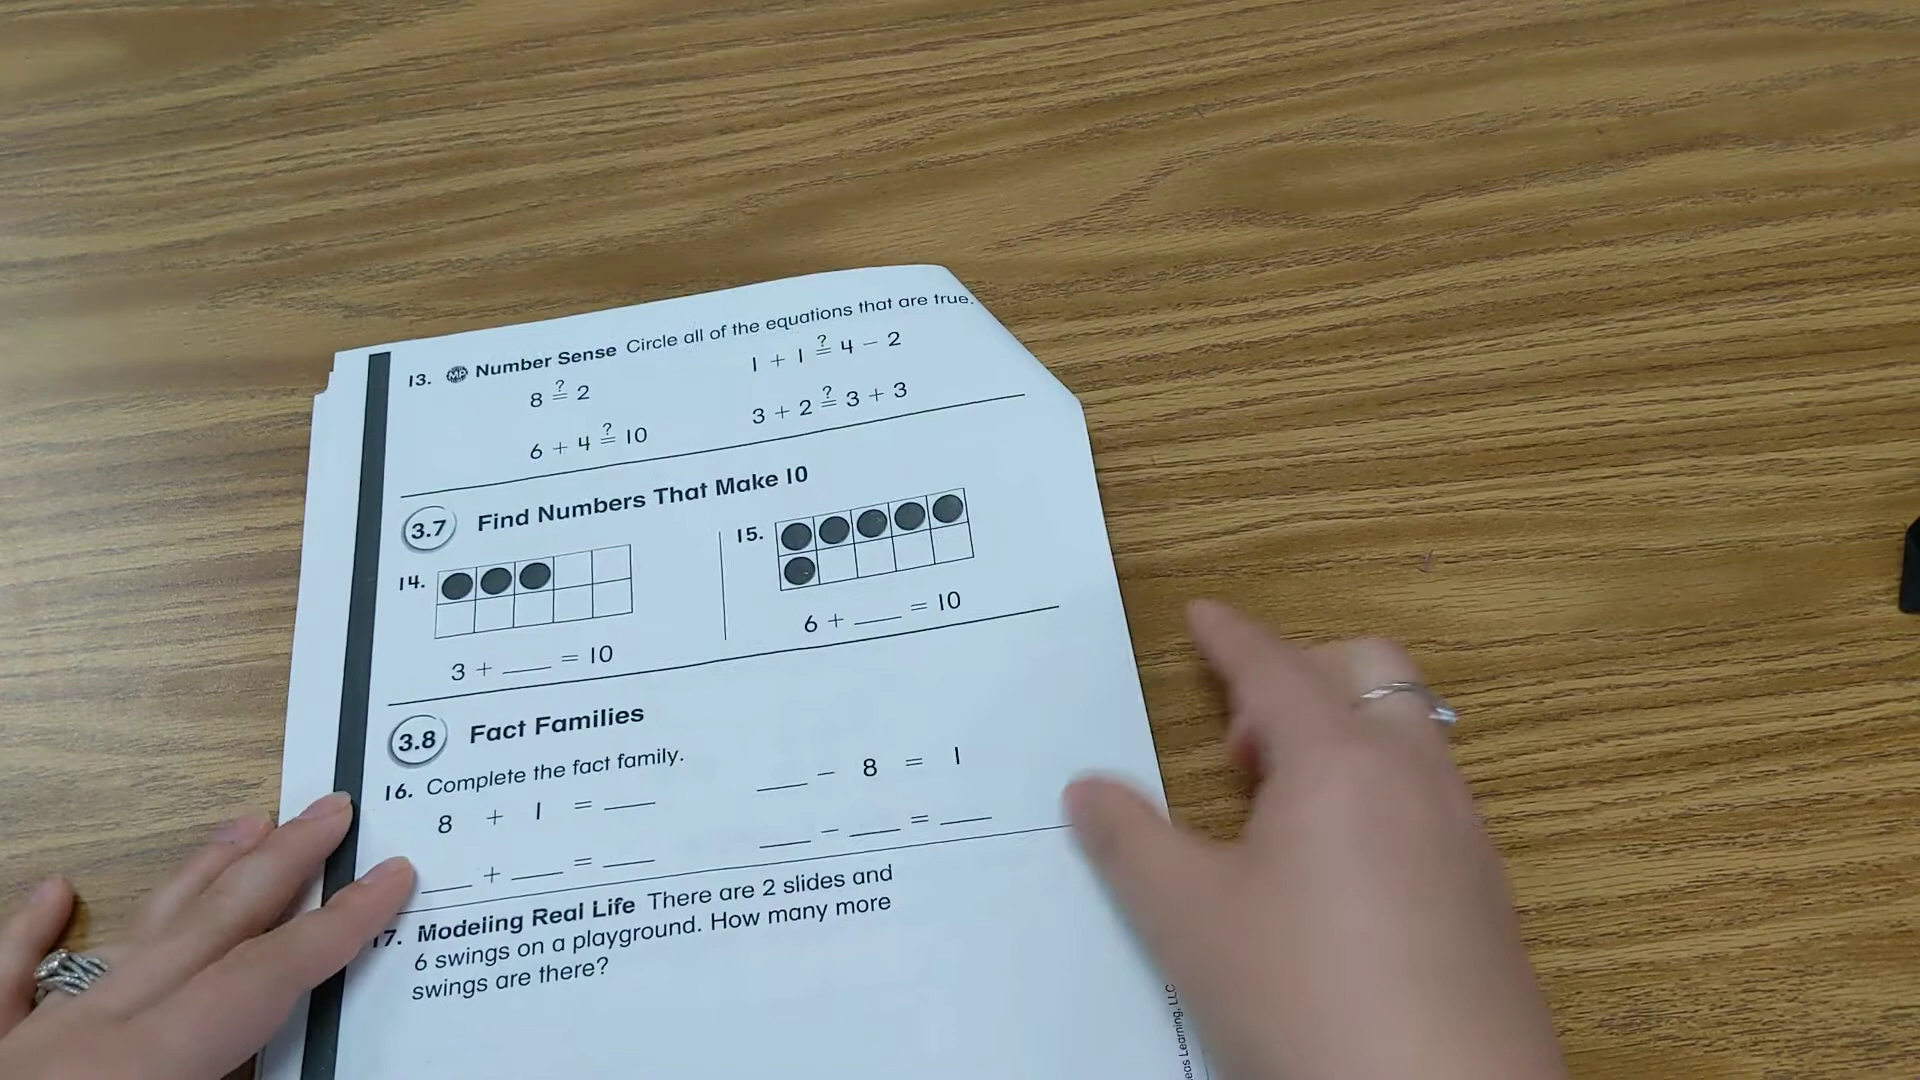 13. MP Number Sense Circle all of the equations that are true.
8 ≟ 2
1 + 1 ≟ 4 − 2
6 + 4 ≟ 10
3 + 2 ≟ 3 + 3
3.7 Find Numbers That Make 10
14.
3 + ___ = 10
15.
6 + ___ = 10
3.8 Fact Families
16. Complete the fact family.
8 + 1 = ___
___ − 8 = 1
___ + ___ = ___
___ − ___ = ___
17. Modeling Real Life There are 2 slides and
6 swings on a playground. How many more
swings are there?
eas Learning, LLC